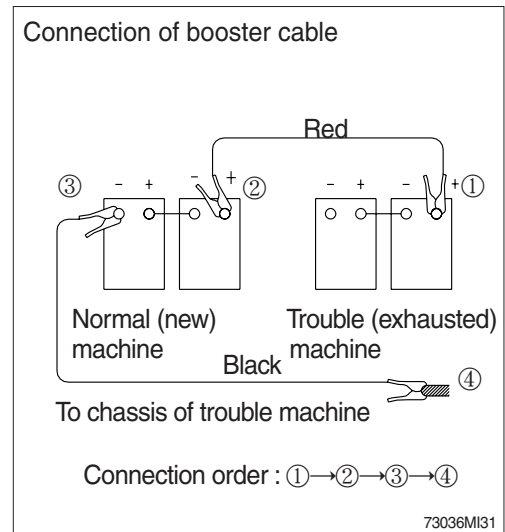 Connection of booster cable
Red
③ - + - + ② - + - + ①
Normal (new)
machine
Trouble (exhausted)
machine
Black
④
To chassis of trouble machine
Connection order : ①→②→③→④
73036MI31